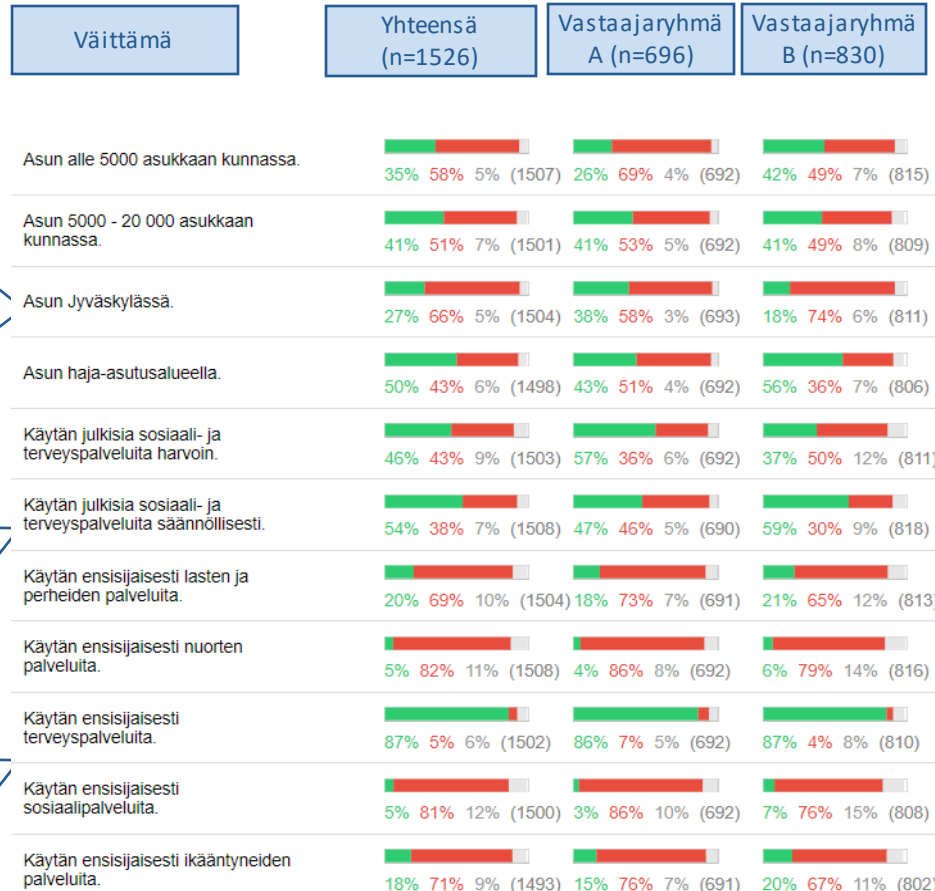 Väittämä
Yhteensä
(n=1526)
Vastaajaryhmä
A (n=696)
Vastaajaryhmä
B (n=830)
Asun alle 5000 asukkaan kunnassa.
35% 58% 5% (1507) 26% 69% 4% (692) 42% 49% 7% (815)
Asun 5000 - 20 000 asukkaan
kunnassa.
41% 51% 7% (1501) 41% 53% 5% (692) 41% 49% 8% (809)
Asun Jyväskylässä.
27% 66% 5% (1504) 38% 58% 3% (693) 18% 74% 6% (811)
Asun haja-asutusalueella.
50% 43% 6% (1498) 43% 51% 4% (692) 56% 36% 7% (806)
Käytän julkisia sosiaali- ja
terveyspalveluita harvoin.
46% 43% 9% (1503) 57% 36% 6% (692) 37% 50% 12% (811)
Käytän julkisia sosiaali- ja
terveyspalveluita säännöllisesti.
54% 38% 7% (1508) 47% 46% 5% (690) 59% 30% 9% (818)
Käytän ensisijaisesti lasten ja
perheiden palveluita.
20% 69% 10% (1504) 18% 73% 7% (691) 21% 65% 12% (813)
Käytän ensisijaisesti nuorten
palveluita.
5% 82% 11% (1508) 4% 86% 8% (692) 6% 79% 14% (816)
Käytän ensisijaisesti
terveyspalveluita.
87% 5% 6% (1502) 86% 7% 5% (692) 87% 4% 8% (810)
Käytän ensisijaisesti
sosiaalipalveluita.
5% 81% 12% (1500) 3% 86% 10% (692) 7% 76% 15% (808)
Käytän ensisijaisesti ikääntyneiden
palveluita.
18% 71% 9% (1493) 15% 76% 7% (691) 20% 67% 11% (802)